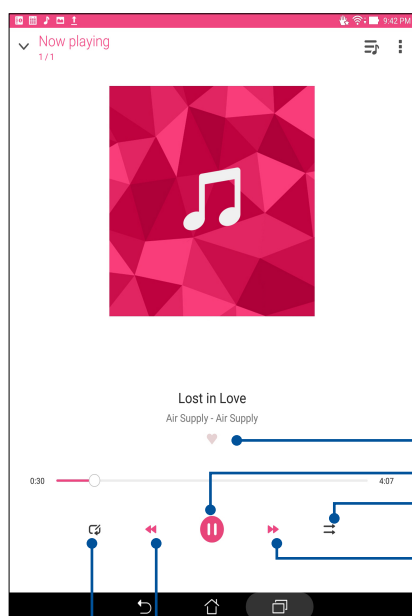 9:42 PM
Now playing
1 / 1
Lost in Love
Air Supply - Air Supply
0:30
4:07